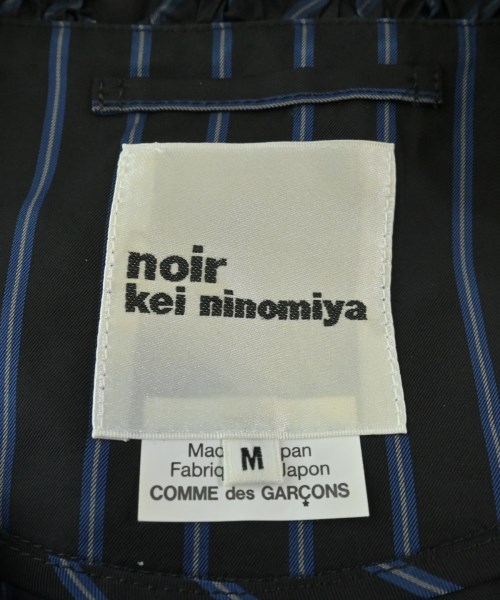 noir
kei ninomiya
M
Mad pan
Fabriq Japon
COMME des GARÇONS